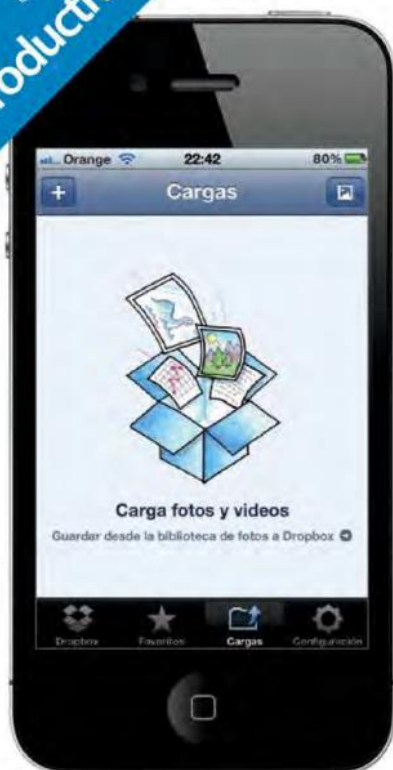 Orange 22:42 80%
+ Cargas
Carga fotos y videos
Guardar desde la biblioteca de fotos a Dropbox
Dropbox Favoritos Cargas Configuración